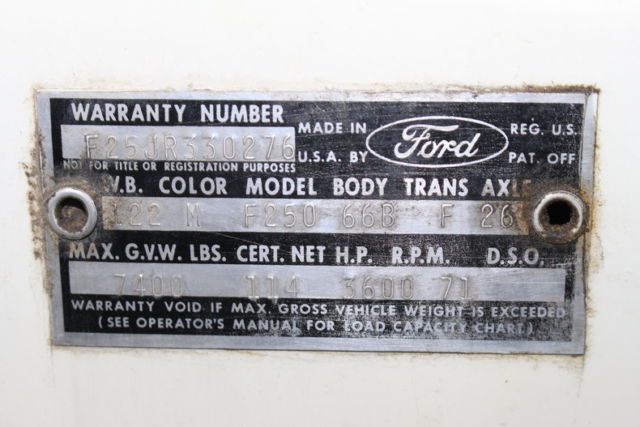 WARRANTY NUMBER
F25JR330276
MADE IN
U.S.A. BY
Ford
REG. U.S.
PAT. OFF
NOT FOR TITLE OR REGISTRATION PURPOSES
W.B. COLOR MODEL BODY TRANS AXLE
122 M F250 66B F 26
MAX. G.V.W. LBS. CERT. NET H.P. R.P.M. D.S.O.
7400 114 3600 71
WARRANTY VOID IF MAX. GROSS VEHICLE WEIGHT IS EXCEEDED
(SEE OPERATOR'S MANUAL FOR LOAD CAPACITY CHART)